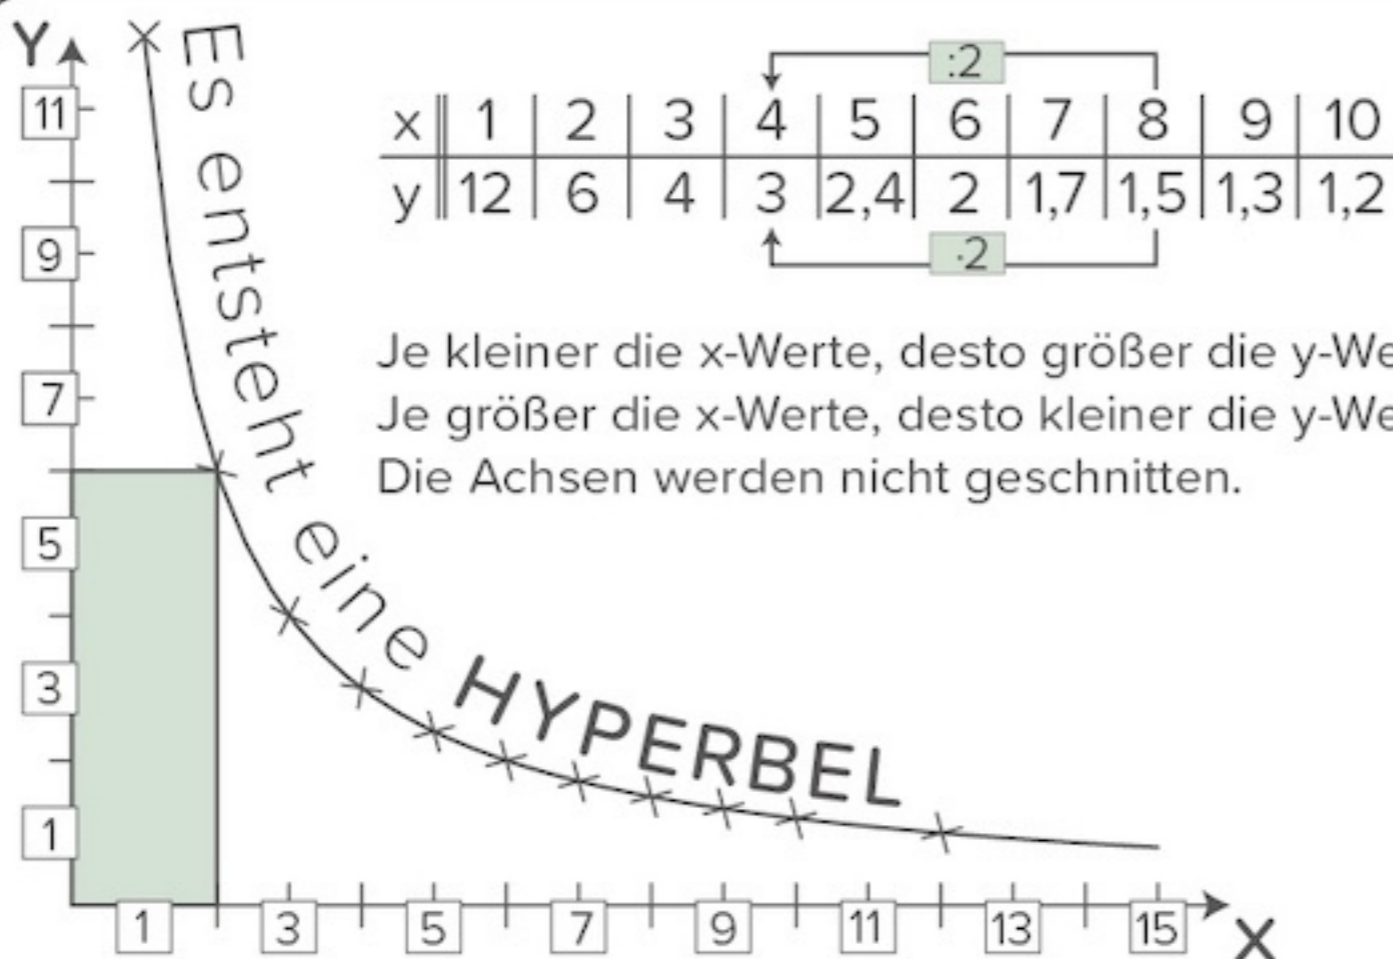 Y
Es entsteht eine HYPERBEL
:2
x 1 2 3 4 5 6 7 8 9 10
y 12 6 4 3 2,4 2 1,7 1,5 1,3 1,2
·2
Je kleiner die x-Werte, desto größer die y-We
Je größer die x-Werte, desto kleiner die y-We
Die Achsen werden nicht geschnitten.
11
9
7
5
3
1
1 3 5 7 9 11 13 15
X